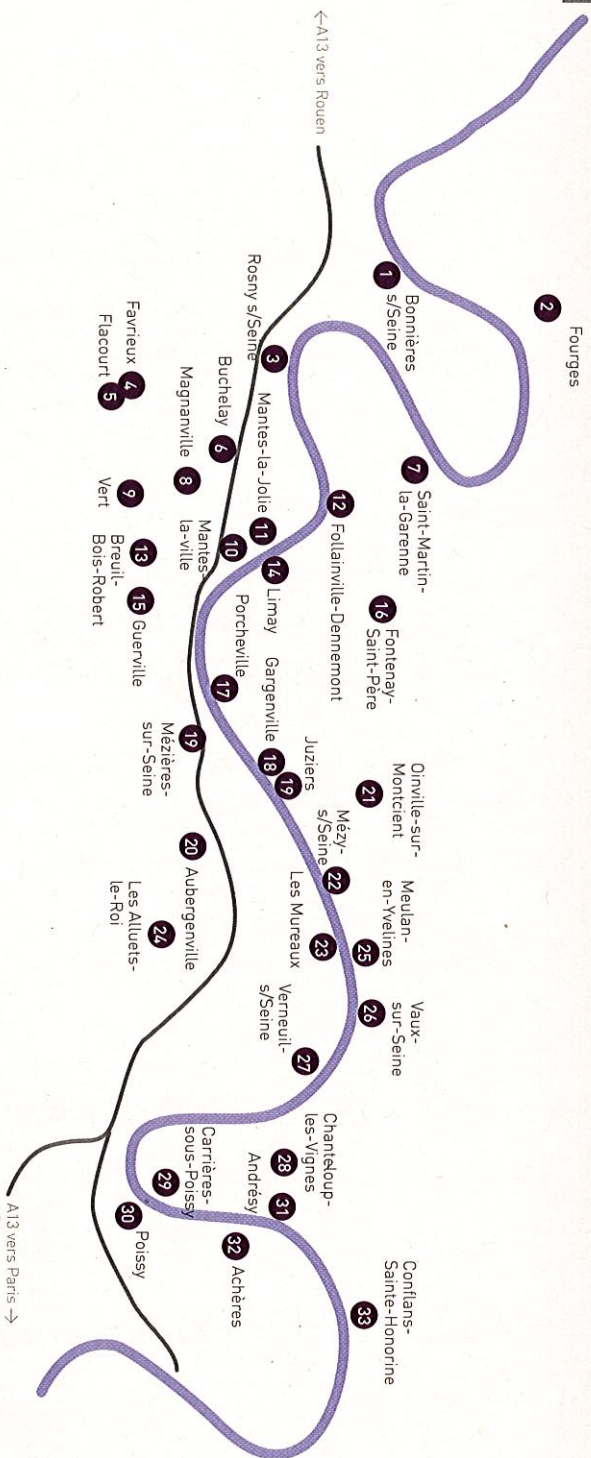 ←A13 vers Rouen
2
Fourges
1
Bonnières
s/Seine
Rosny s/Seine
3
Favrieux
4
Flacourt
5
Buchelay
6
7
Saint-Martin-
la-Garenne
Magnanville
8
Vert
9
Mantes-
la-ville
10
Mantes-la-Jolie
11
12
Follainville-Dennemont
13
Breuil-
Bois-Robert
14
Limay
15
Guerville
16
Fontenay-
Saint-Père
Porcheville
17
Gargenville
18
19
Juziers
19
Mézières-
sur-Seine
20
Aubergenville
Oinville-sur-
Montcient
21
Mézy-
s/Seine
22
Les Mureaux
23
Les Alluets-
le-Roi
24
Meulan-
en-Yvelines
25
Vaux-
sur-Seine
26
Verneuil-
s/Seine
27
Chanteloup-
les-Vignes
28
Carrières-
sous-Poissy
29
30
Poissy
Andrésy
31
32
Achères
Conflans-
Sainte-Honorine
33
A13 vers Paris →